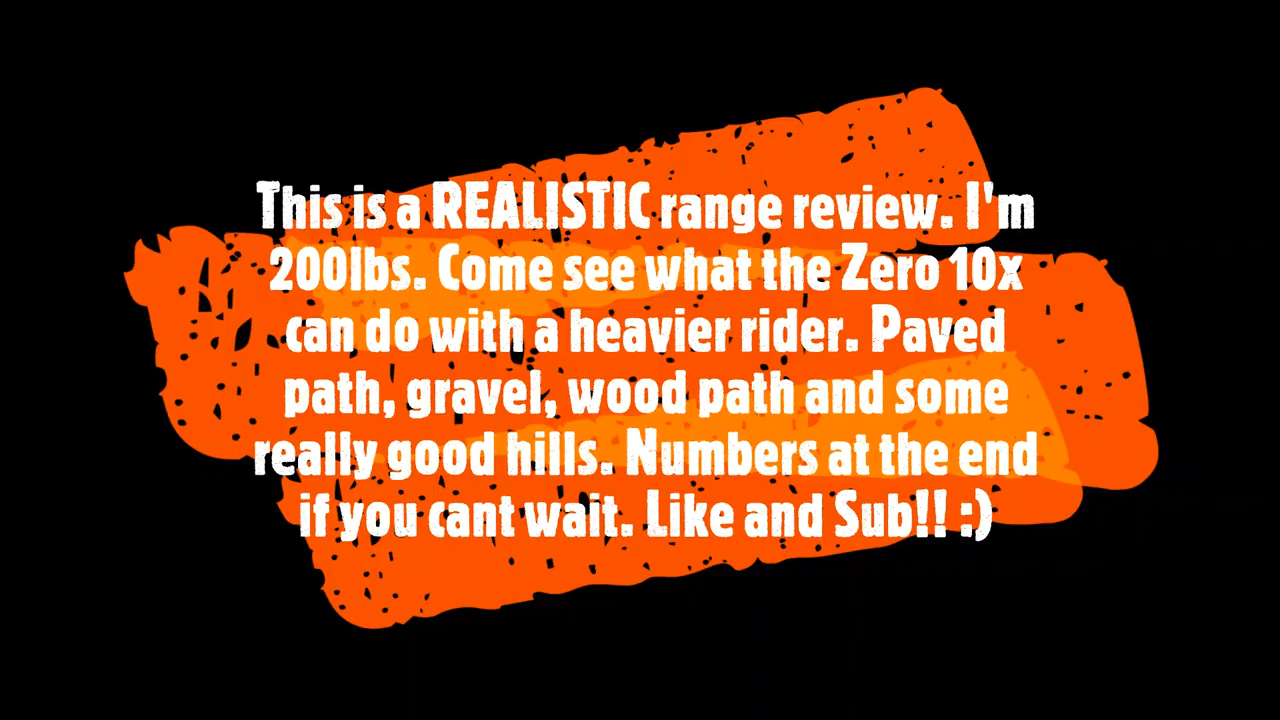 This is a REALISTIC range review. I'm
200lbs. Come see what the Zero 10x
can do with a heavier rider. Paved
path, gravel, wood path and some
really good hills. Numbers at the end
if you cant wait. Like and Sub!! :)